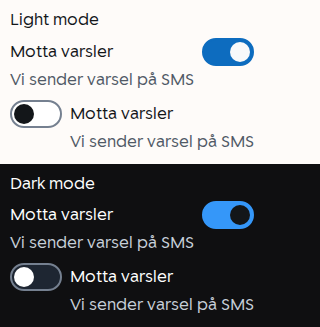 Light mode
Motta varsler
Vi sender varsel på SMS
Motta varsler
Vi sender varsel på SMS
Dark mode
Motta varsler
Vi sender varsel på SMS
Motta varsler
Vi sender varsel på SMS